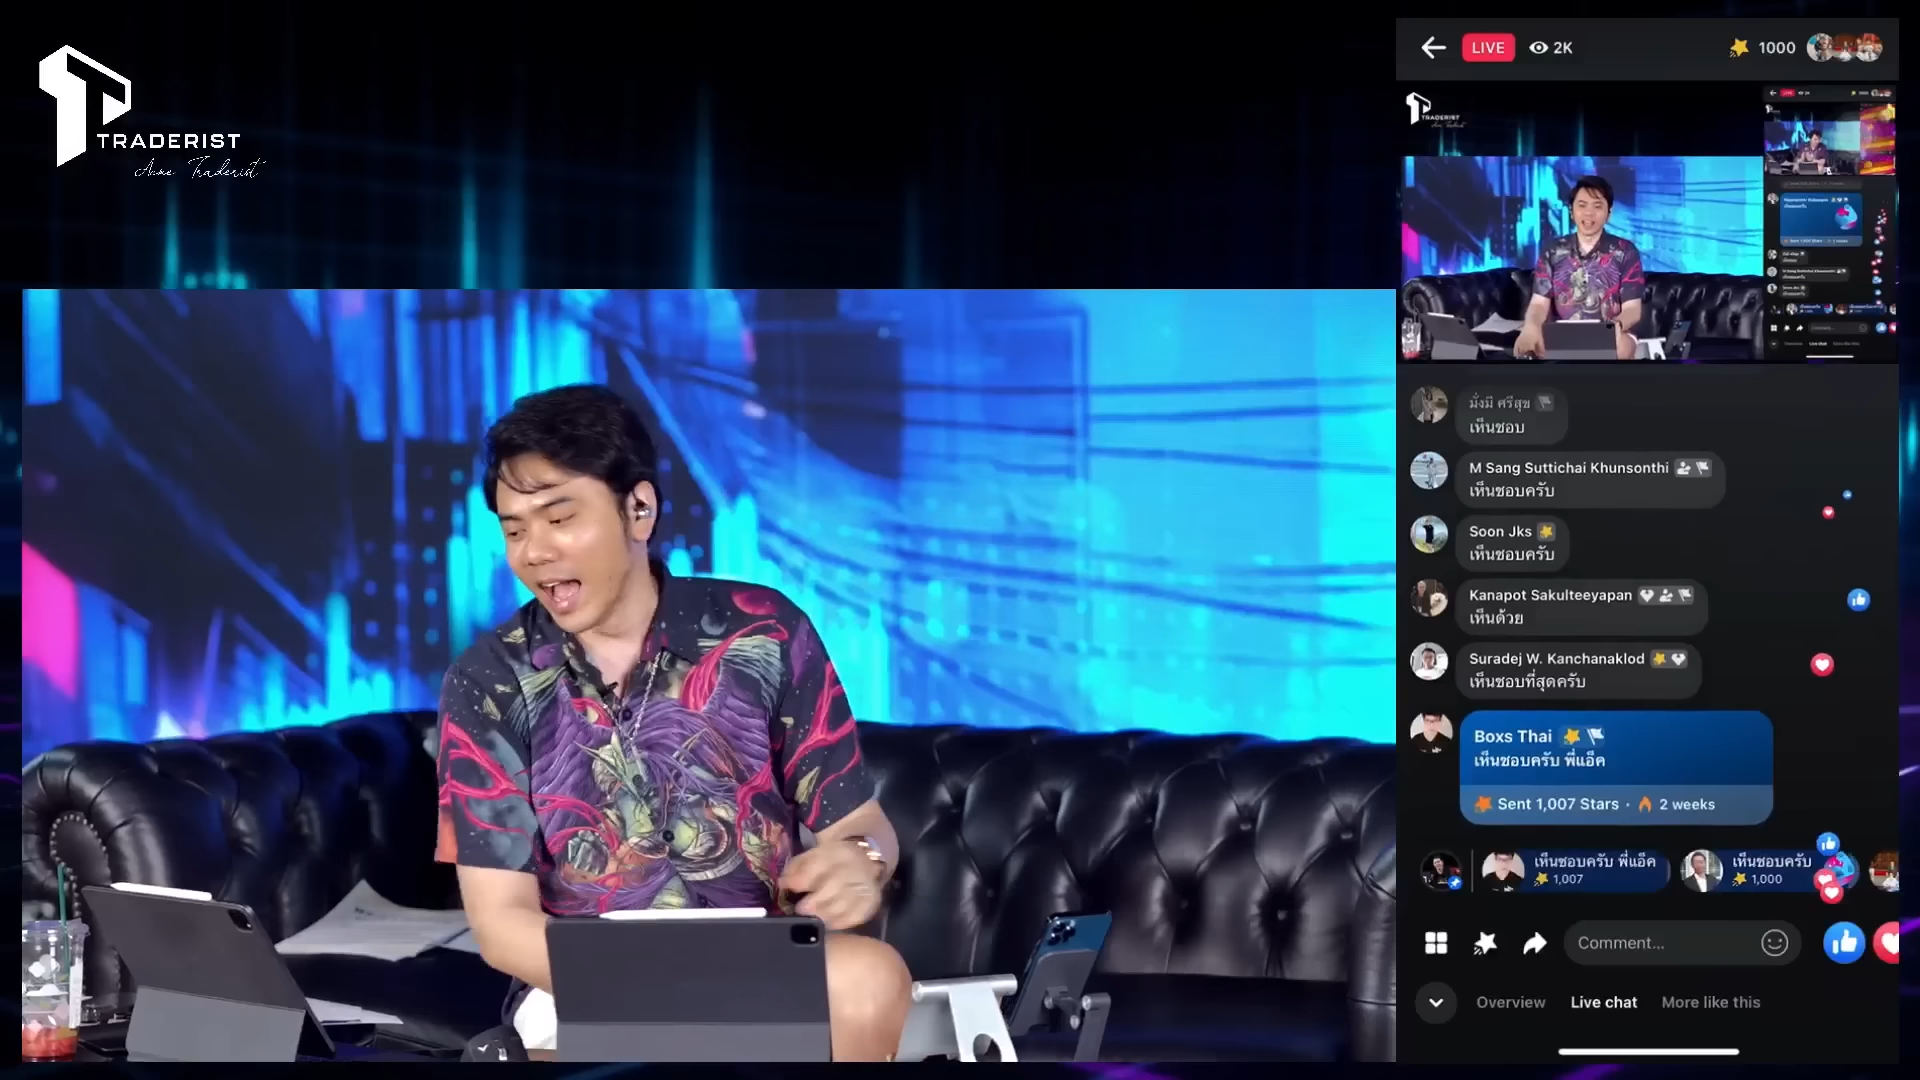 TRADERIST
Acme Traderist
LIVE
2K
1000
TRADERIST
มั่งมี ศรีสุข
เห็นชอบ
M Sang Suttichai Khunsonthi
เห็นชอบครับ
Soon Jks
เห็นชอบครับ
Kanapot Sakulteeyapan
เห็นด้วย
Suradej W. Kanchanaklod
เห็นชอบที่สุดครับ
Boxs Thai
เห็นชอบครับ พี่แอ็ค
Sent 1,007 Stars · 2 weeks
เห็นชอบครับ พี่แอ็ค
1,007
เห็นชอบครับ
1,000
Comment...
Overview
Live chat
More like this